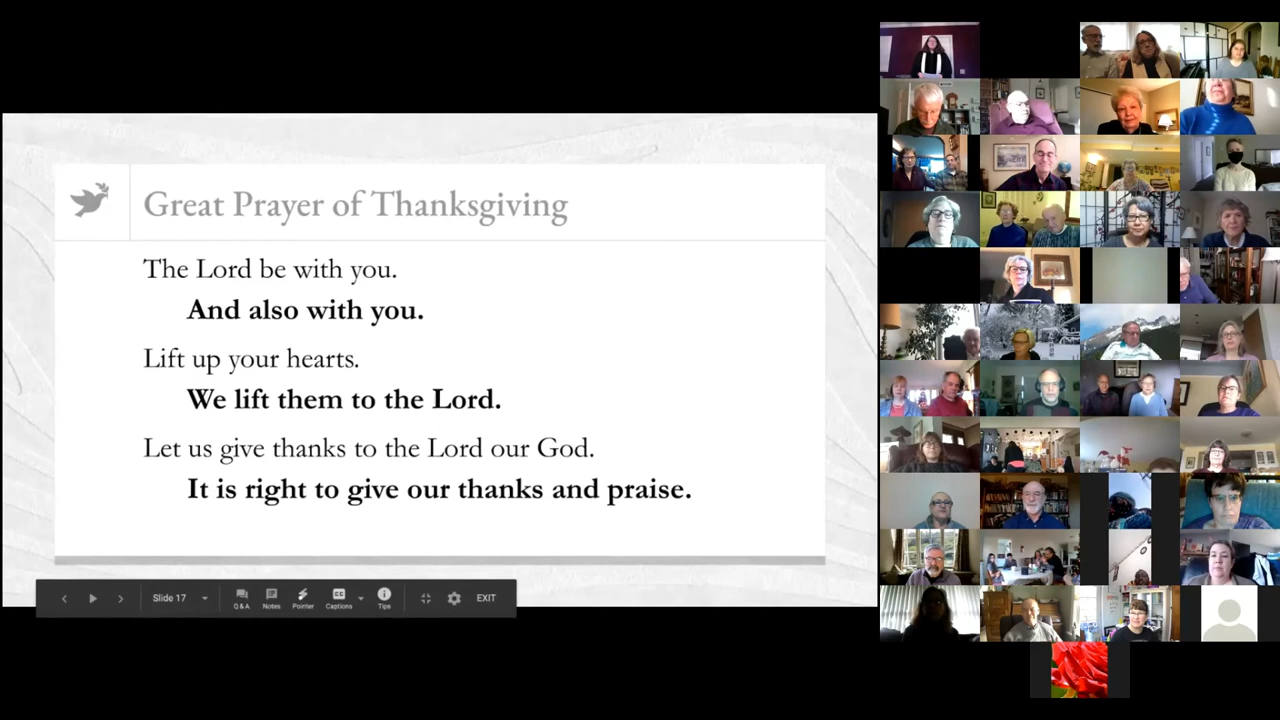 Great Prayer of Thanksgiving
The Lord be with you.
And also with you.
Lift up your hearts.
We lift them to the Lord.
Let us give thanks to the Lord our God.
It is right to give our thanks and praise.
Slide 17
Q&A
Notes
Pointer
Captions
Tips
EXIT